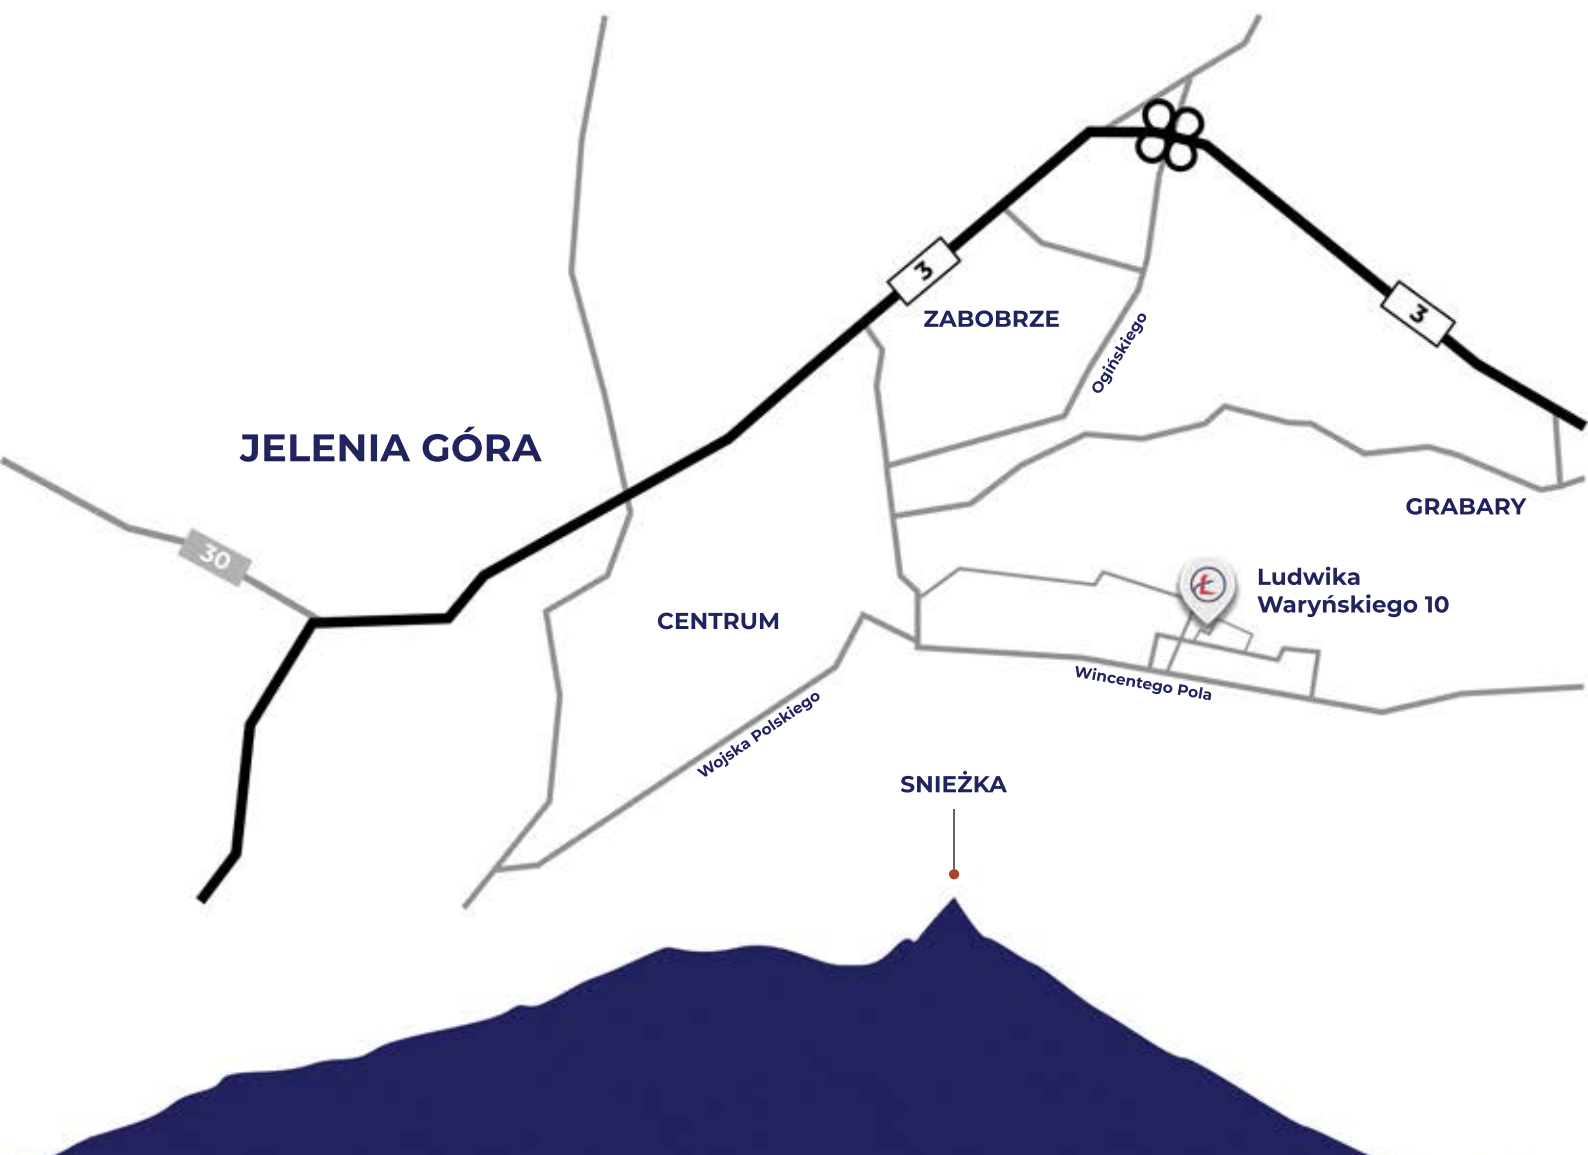 3
3
ZABOBRZE
Ogińskiego
JELENIA GÓRA
GRABARY
30
Ł
Ludwika
Waryńskiego 10
CENTRUM
Wincentego Pola
Wojska Polskiego
SNIEŻKA